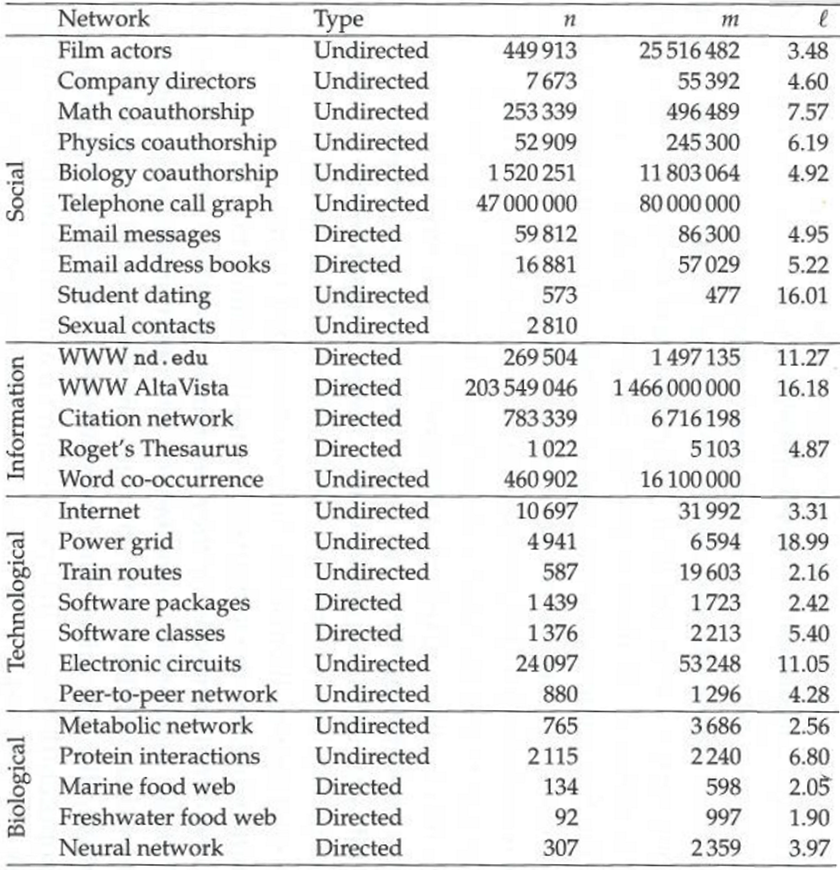 Network Type n m ℓ
Social
Film actors Undirected 449 913 25 516 482 3.48
Company directors Undirected 7 673 55 392 4.60
Math coauthorship Undirected 253 339 496 489 7.57
Physics coauthorship Undirected 52 909 245 300 6.19
Biology coauthorship Undirected 1 520 251 11 803 064 4.92
Telephone call graph Undirected 47 000 000 80 000 000
Email messages Directed 59 812 86 300 4.95
Email address books Directed 16 881 57 029 5.22
Student dating Undirected 573 477 16.01
Sexual contacts Undirected 2 810
Information
WWW nd.edu Directed 269 504 1 497 135 11.27
WWW AltaVista Directed 203 549 046 1 466 000 000 16.18
Citation network Directed 783 339 6 716 198
Roget's Thesaurus Directed 1 022 5 103 4.87
Word co-occurrence Undirected 460 902 16 100 000
Technological
Internet Undirected 10 697 31 992 3.31
Power grid Undirected 4 941 6 594 18.99
Train routes Undirected 587 19 603 2.16
Software packages Directed 1 439 1 723 2.42
Software classes Directed 1 376 2 213 5.40
Electronic circuits Undirected 24 097 53 248 11.05
Peer-to-peer network Undirected 880 1 296 4.28
Biological
Metabolic network Undirected 765 3 686 2.56
Protein interactions Undirected 2 115 2 240 6.80
Marine food web Directed 134 598 2.05
Freshwater food web Directed 92 997 1.90
Neural network Directed 307 2 359 3.97